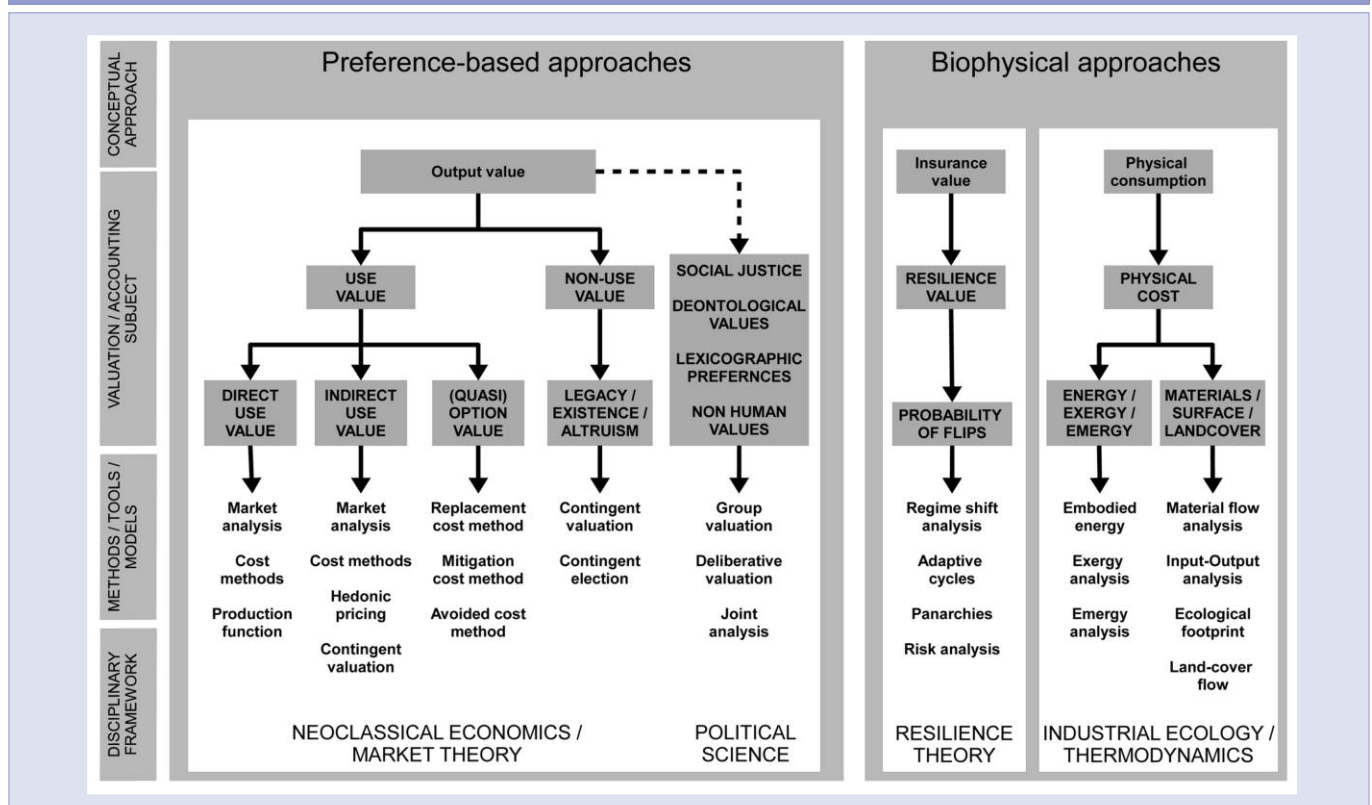 Preference-based approaches
Biophysical approaches
CONCEPTUAL
APPROACH
VALUATION / ACCOUNTING
SUBJECT
METHODS / TOOLS /
MODELS
DISCIPLINARY
FRAMEWORK
Output value
USE
VALUE
NON-USE
VALUE
SOCIAL JUSTICE
DEONTOLOGICAL
VALUES
LEXICOGRAPHIC
PREFERNCES
NON HUMAN
VALUES
DIRECT
USE
VALUE
INDIRECT
USE
VALUE
(QUASI)
OPTION
VALUE
LEGACY /
EXISTENCE /
ALTRUISM
Market
analysis
Cost
methods
Production
function
Market
analysis
Cost methods
Hedonic
pricing
Contingent
valuation
Replacement
cost method
Mitigation
cost method
Avoided cost
method
Contingent
valuation
Contingent
election
Group
valuation
Deliberative
valuation
Joint
analysis
NEOCLASSICAL ECONOMICS /
MARKET THEORY
POLITICAL
SCIENCE
Insurance
value
RESILIENCE
VALUE
PROBABILITY
OF FLIPS
Regime shift
analysis
Adaptive
cycles
Panarchies
Risk analysis
RESILIENCE
THEORY
Physical
consumption
PHYSICAL
COST
ENERGY /
EXERGY /
EMERGY
MATERIALS /
SURFACE /
LANDCOVER
Embodied
energy
Exergy
analysis
Emergy
analysis
Material flow
analysis
Input-Output
analysis
Ecological
footprint
Land-cover
flow
INDUSTRIAL ECOLOGY /
THERMODYNAMICS